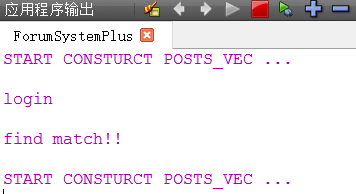 应用程序输出
ForumSystemPlus
START CONSTURCT POSTS_VEC ...
login
find match!!
START CONSTURCT POSTS_VEC ...